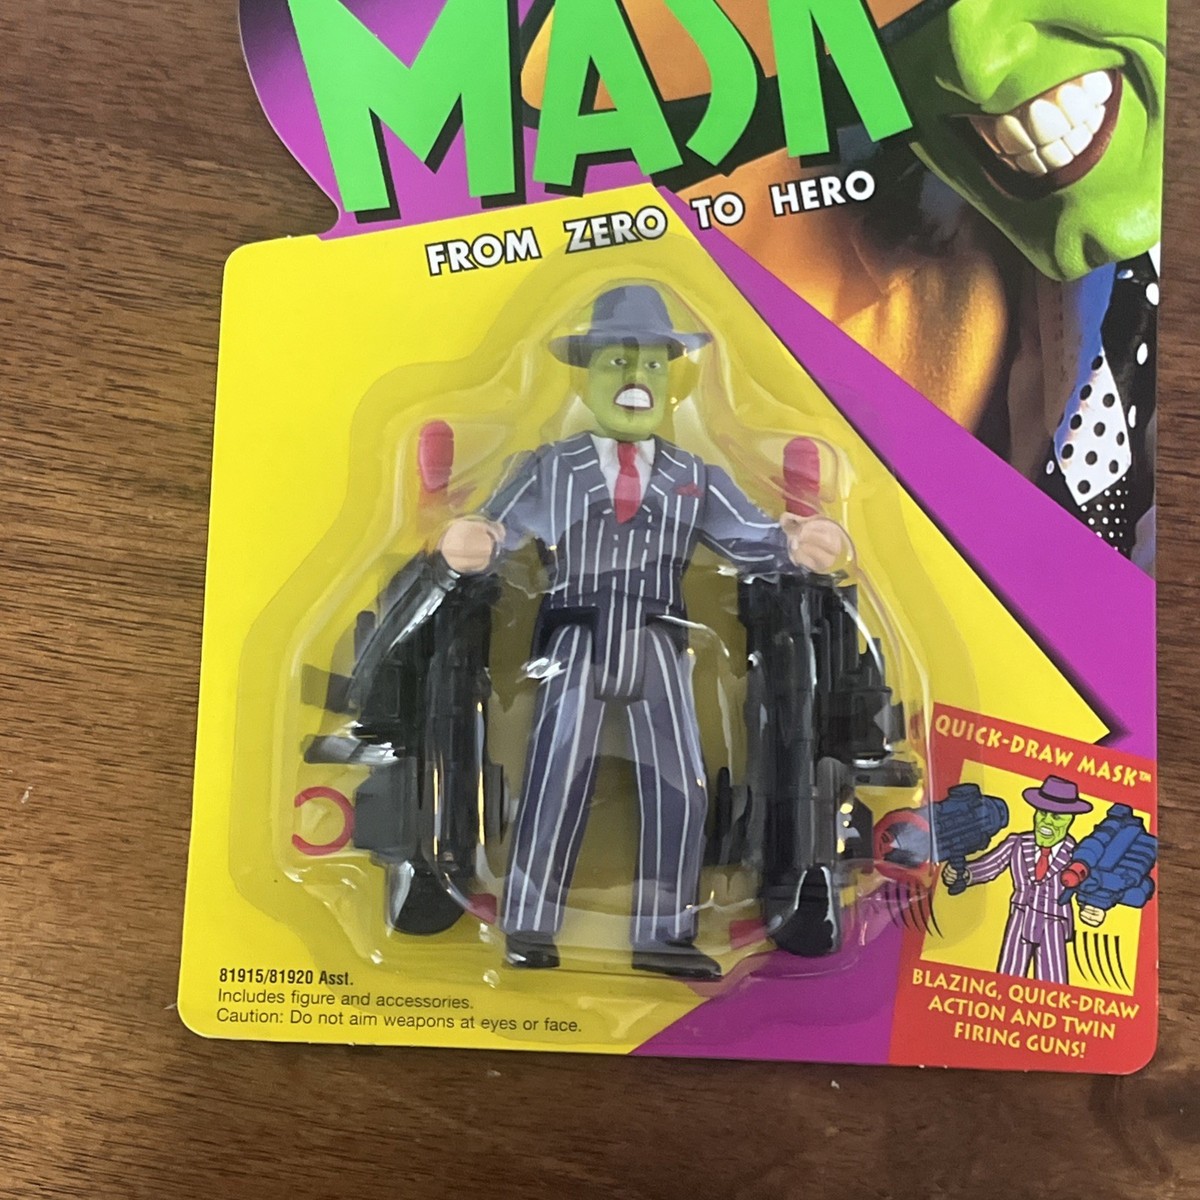 MASK
FROM ZERO TO HERO
QUICK-DRAW MASK™
BLAZING, QUICK-DRAW
ACTION AND TWIN
FIRING GUNS!
81915/81920 Asst.
Includes figure and accessories.
Caution: Do not aim weapons at eyes or face.